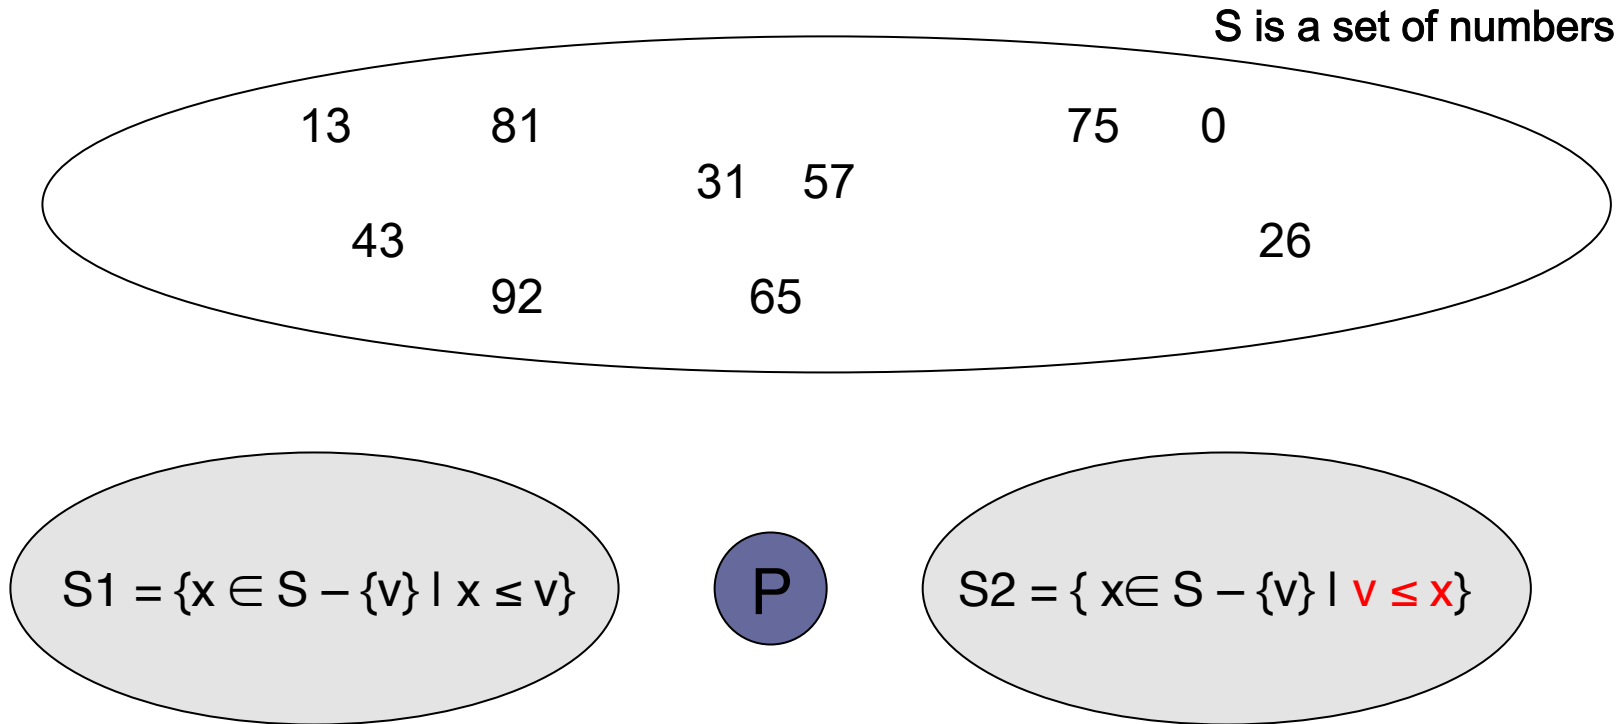 S is a set of numbers
13 81 75 0
31 57
43 26
92 65
S1 = {x ∈ S – {v} | x ≤ v}
P
S2 = { x∈ S – {v} | v ≤ x}